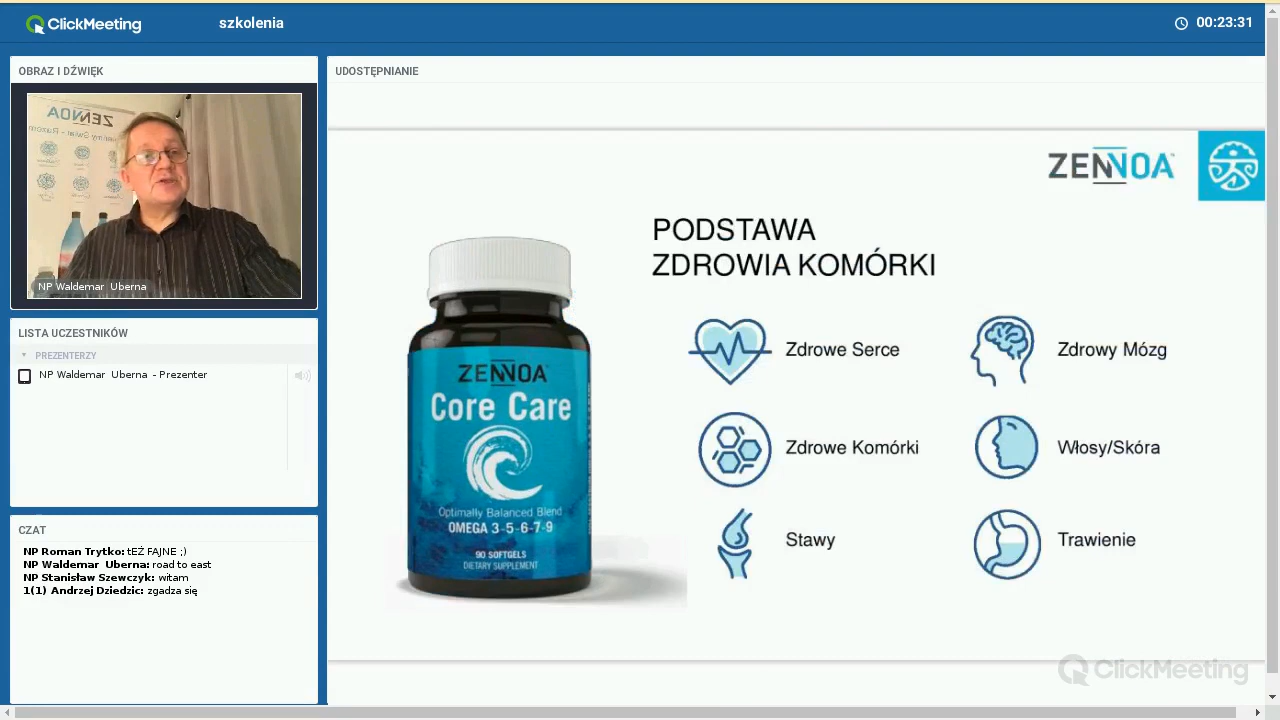 ClickMeeting
szkolenia
00:23:31
OBRAZ I DŹWIĘK
ZENNOA
NP Waldemar Uberna
LISTA UCZESTNIKÓW
PREZENTERZY
NP Waldemar Uberna - Prezenter
CZAT
NP Roman Trytko: tEŻ FAJNE ;)
NP Waldemar Uberna: road to east
NP Stanisław Szewczyk: witam
1(1) Andrzej Dziedzic: zgadza się
UDOSTĘPNIANIE
ZENNOA
PODSTAWA
ZDROWIA KOMÓRKI
Zdrowe Serce
Zdrowy Mózg
Zdrowe Komórki
Włosy/Skóra
Stawy
Trawienie
ZENNOA
Core Care
Optimally Balanced Blend
OMEGA 3-5-6-7-9
90 SOFTGELS
DIETARY SUPPLEMENT
ClickMeeting